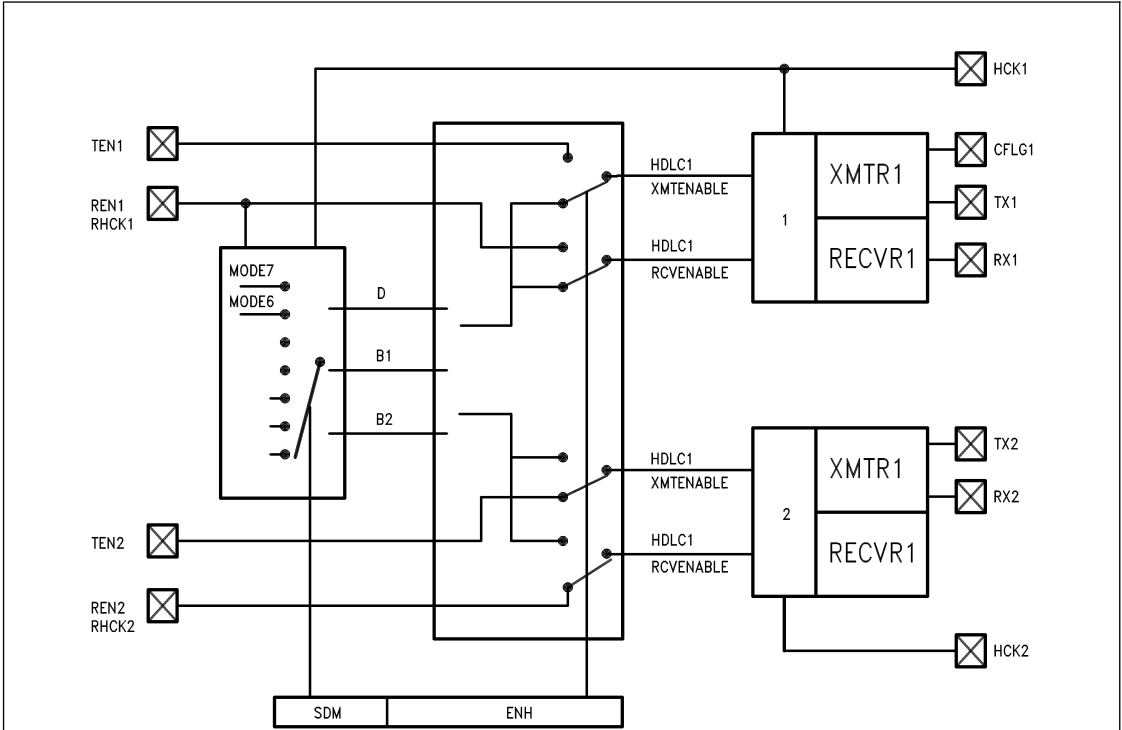 HCK1
TEN1
CFLG1
HDLC1
XMTENABLE
XMTR1
REN1
RHCK1
TX1
1
HDLC1
RCVENABLE
RECVR1
RX1
MODE7
MODE6
D
B1
B2
TX2
HDLC1
XMTENABLE
XMTR1
RX2
2
TEN2
HDLC1
RCVENABLE
RECVR1
REN2
RHCK2
HCK2
SDM
ENH